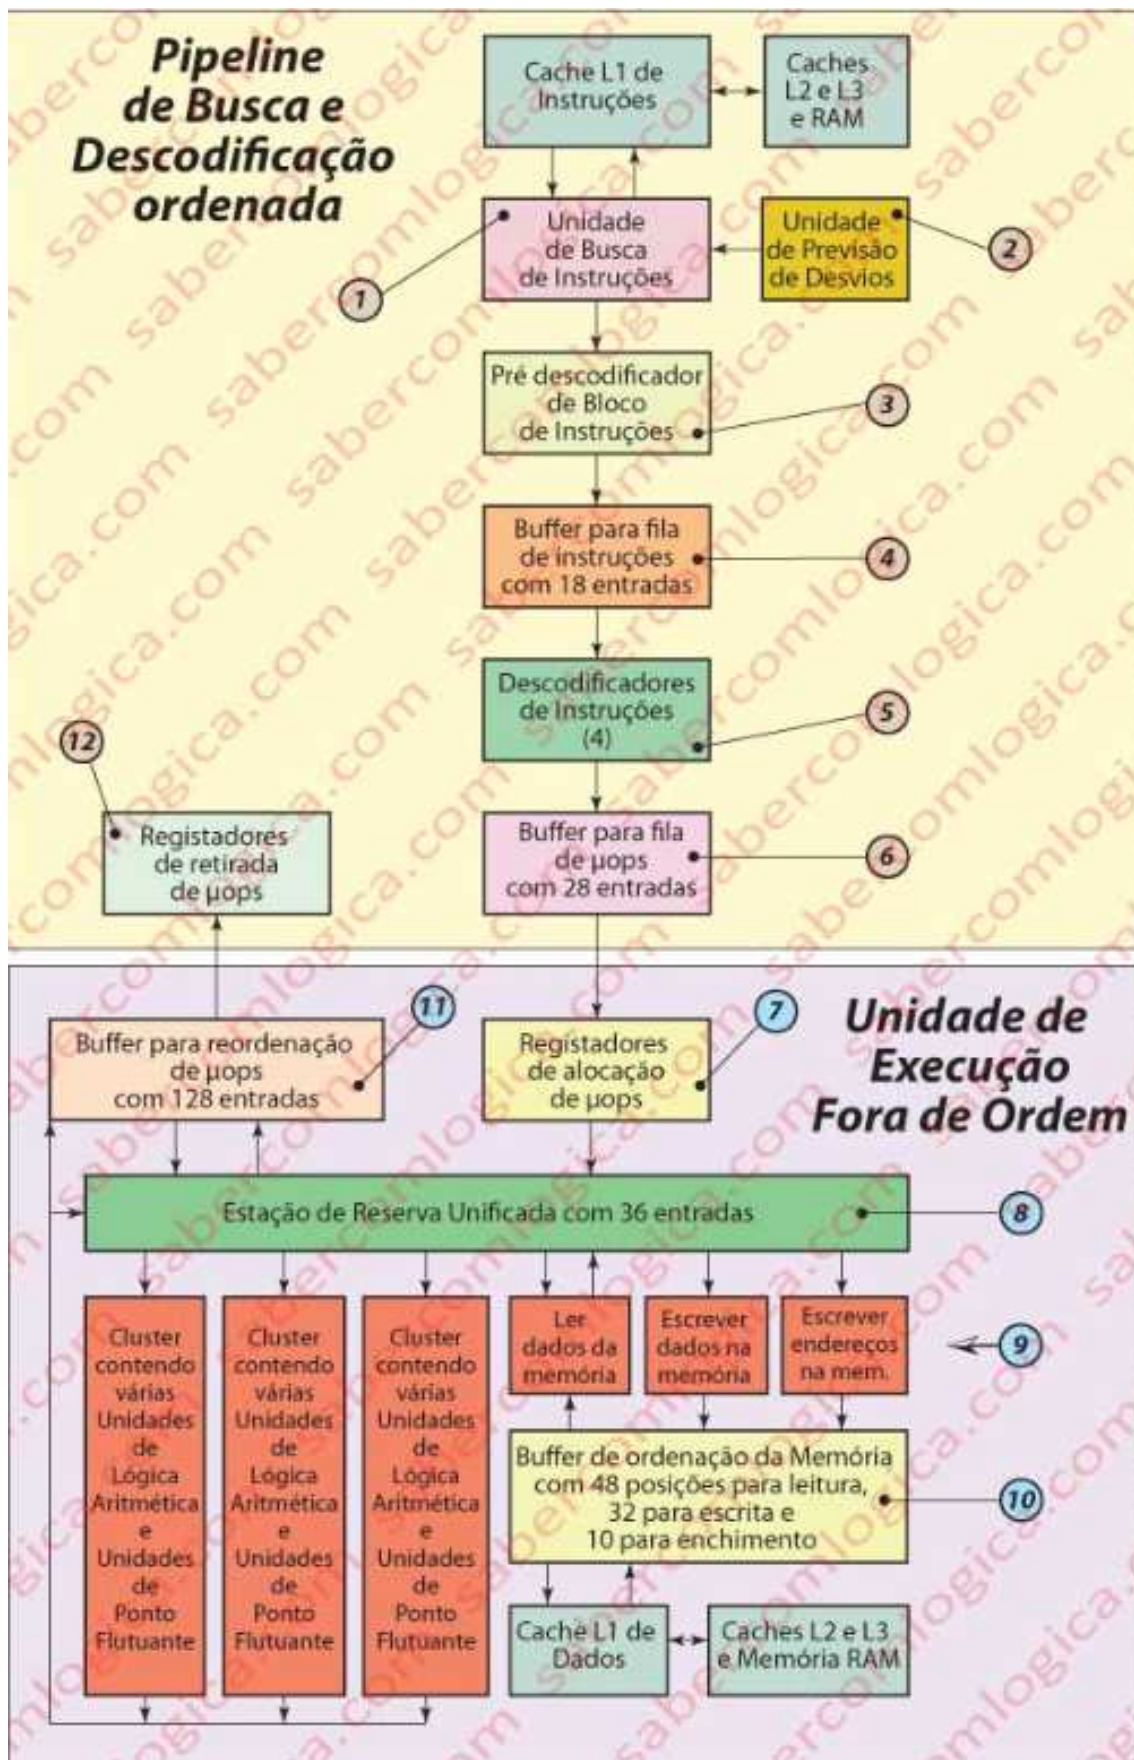 Pipeline
de Busca e
Descodificação
ordenada
Cache L1 de
Instruções
Caches
L2 e L3
e RAM
Unidade
de Busca
de Instruções
Unidade
de Previsão
de Desvios
1
2
Pré descodificador
de Bloco
de Instruções
3
Buffer para fila
de instruções
com 18 entradas
4
Descodificadores
de Instruções
(4)
5
12
Registadores
de retirada
de µops
Buffer para fila
de µops
com 28 entradas
6
Buffer para reordenação
de µops
com 128 entradas
11
Registadores
de alocação
de µops
7
Unidade de
Execução
Fora de Ordem
Estação de Reserva Unificada com 36 entradas
8
Cluster
contendo
várias
Unidades
de
Lógica
Aritmética
e
Unidades
de
Ponto
Flutuante
Cluster
contendo
várias
Unidades
de
Lógica
Aritmética
e
Unidades
de
Ponto
Flutuante
Cluster
contendo
várias
Unidades
de
Lógica
Aritmética
e
Unidades
de
Ponto
Flutuante
Ler
dados da
memória
Escrever
dados na
memória
Escrever
endereços
na mem.
9
Buffer de ordenação da Memória
com 48 posições para leitura,
32 para escrita e
10 para enchimento
10
Cache L1 de
Dados
Caches L2 e L3
e Memória RAM
sabercomlogica.com